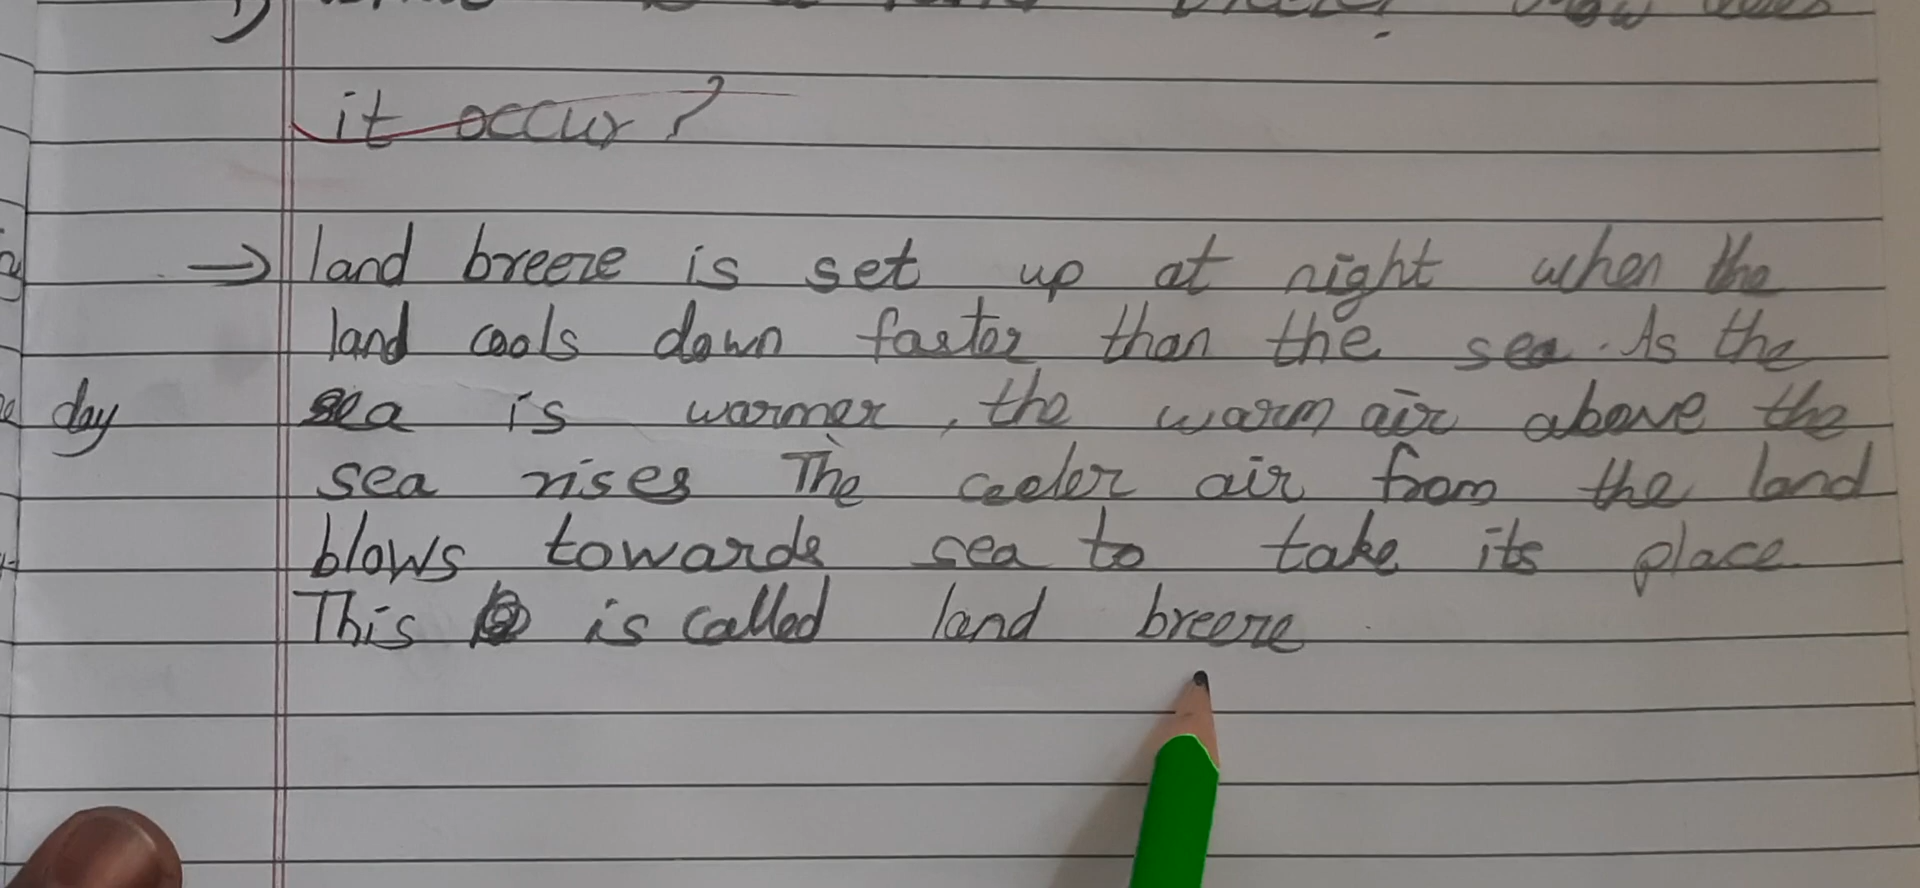 it occur?
→ land breeze is set up at night when the
land cools down faster than the sea. As the
day
sea is warmer, the warm air above the
sea rises The cooler air from the land
blows towards sea to take its place
This is called land breeze